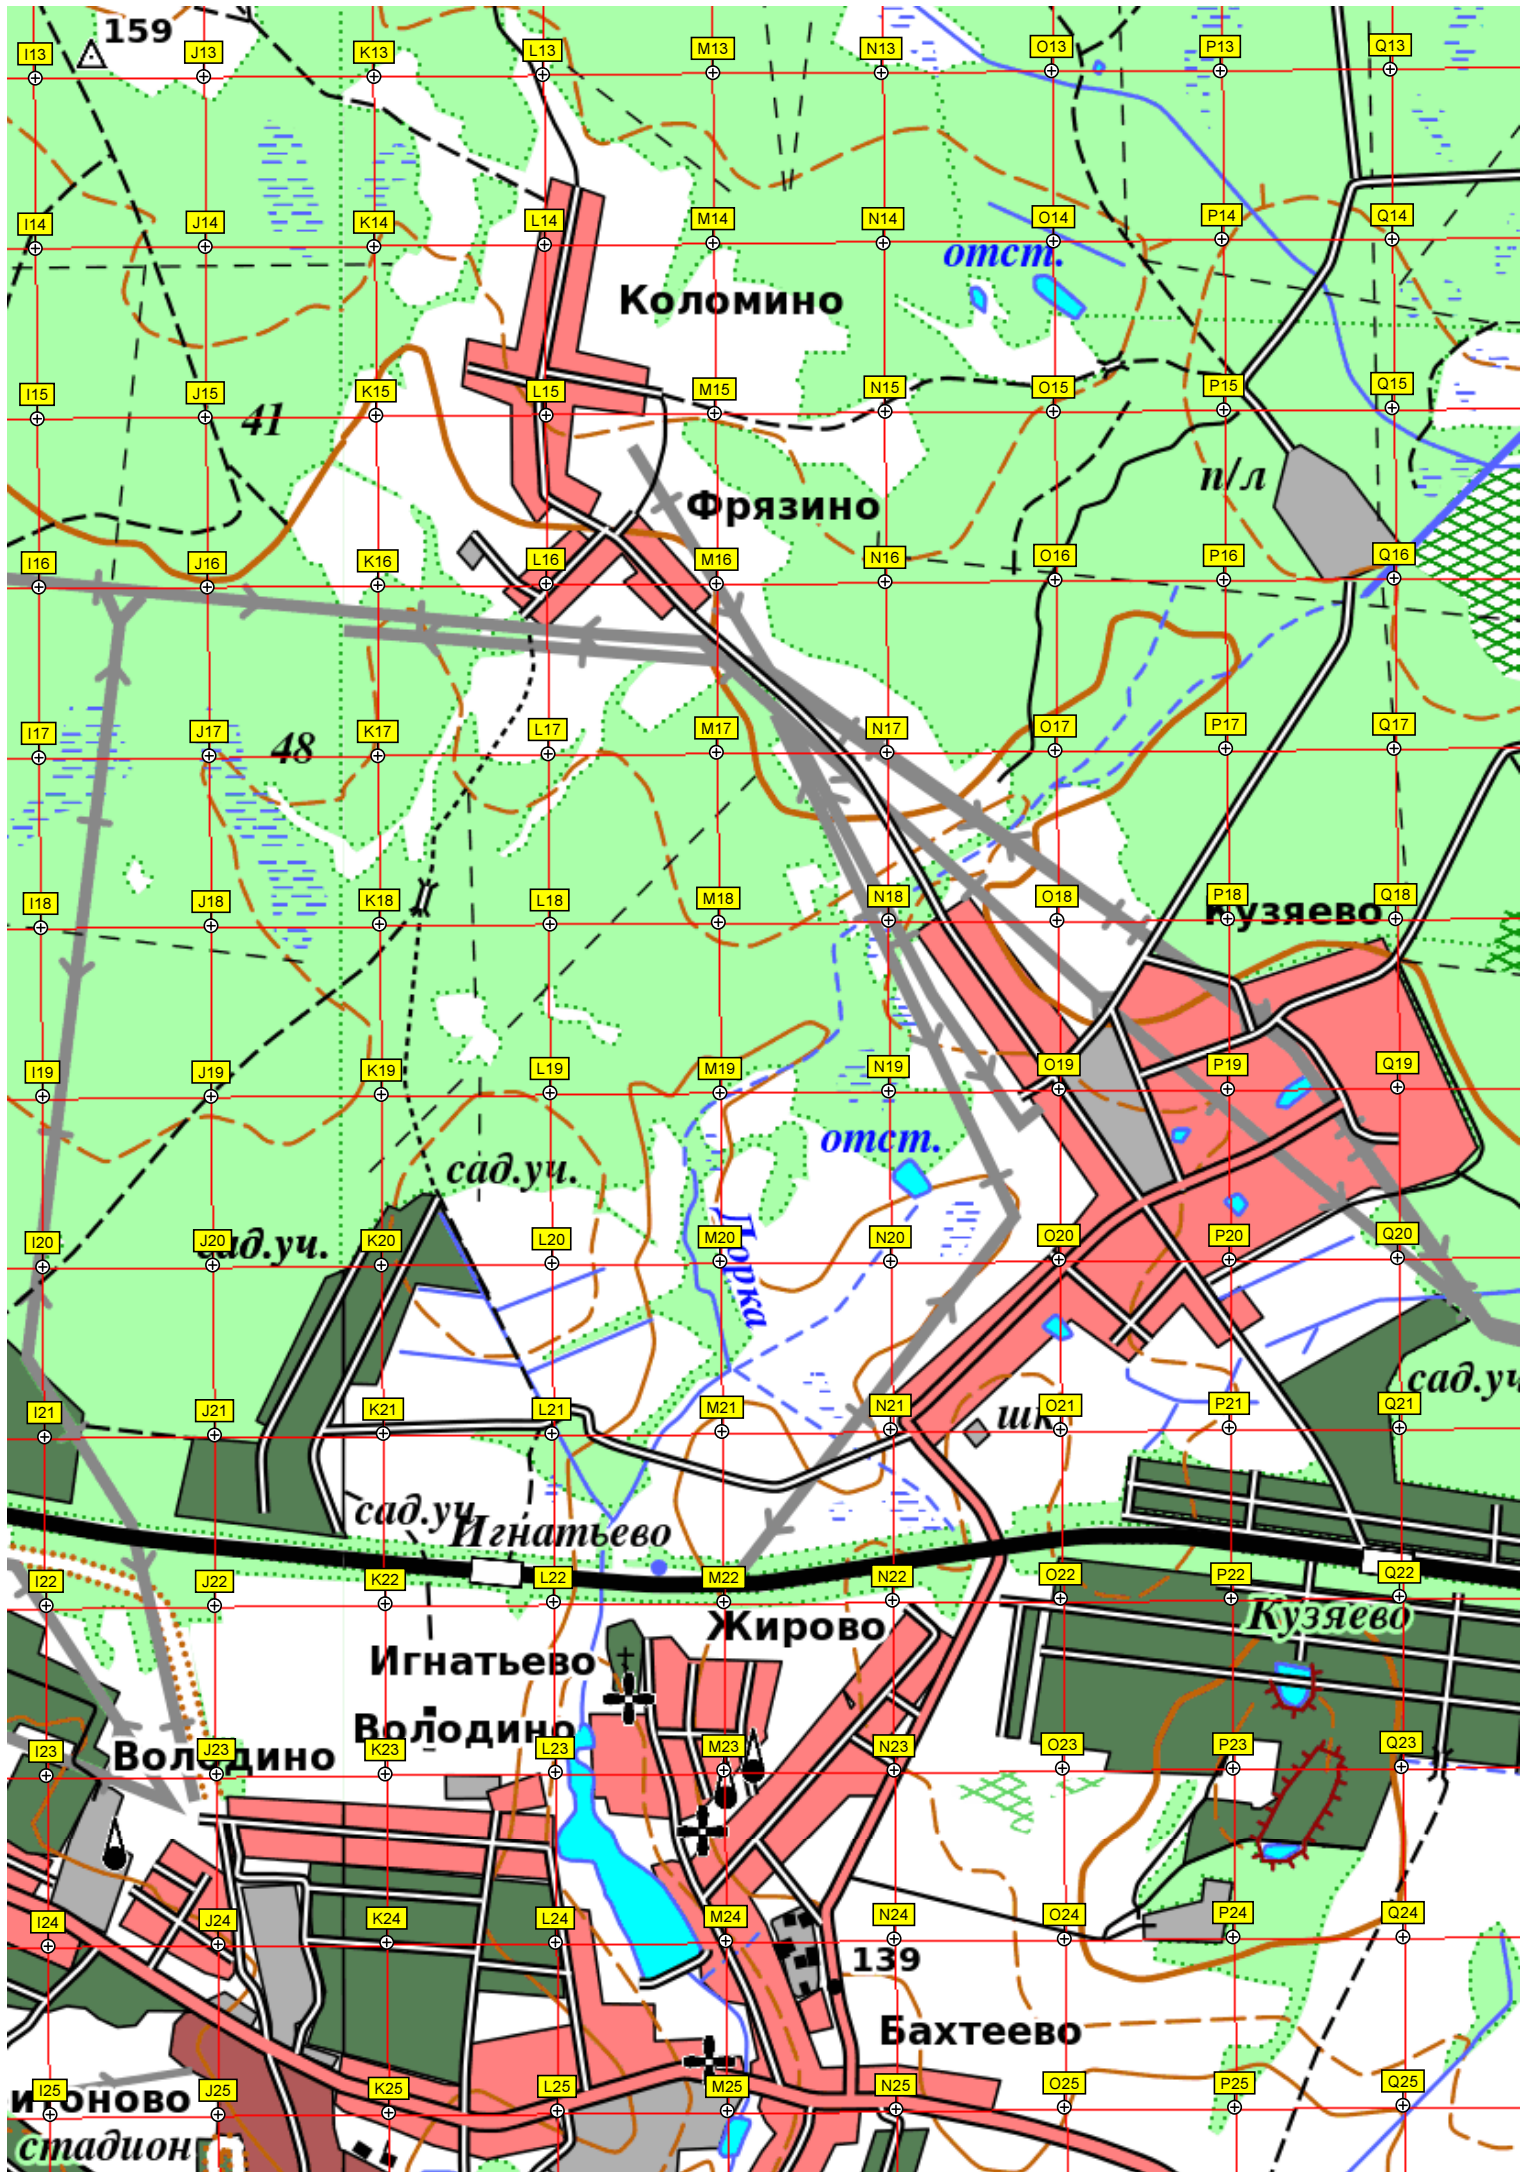 159
I13 J13 K13 L13 M13 N13 O13 P13 Q13
I14 J14 K14 L14 M14 N14 O14 P14 Q14
отст.
Коломино
I15 J15 K15 L15 M15 N15 O15 P15 Q15
41
п/л
Фрязино
I16 J16 K16 L16 M16 N16 O16 P16 Q16
I17 J17 K17 L17 M17 N17 O17 P17 Q17
48
I18 J18 K18 L18 M18 N18 O18 P18 Q18
Кузяево
I19 J19 K19 L19 M19 N19 O19 P19 Q19
отст.
сад.уч.
I20 J20 K20 L20 M20 N20 O20 P20 Q20
сад.уч.
Дорка
сад.уч
I21 J21 K21 L21 M21 N21 O21 P21 Q21
шк
сад.уч
Игнатьево
I22 J22 K22 L22 M22 N22 O22 P22 Q22
Кузяево
Жирово
Игнатьево
Володино
I23 J23 K23 L23 M23 N23 O23 P23 Q23
Володино
I24 J24 K24 L24 M24 N24 O24 P24 Q24
139
Бахтеево
I25 J25 K25 L25 M25 N25 O25 P25 Q25
стадион